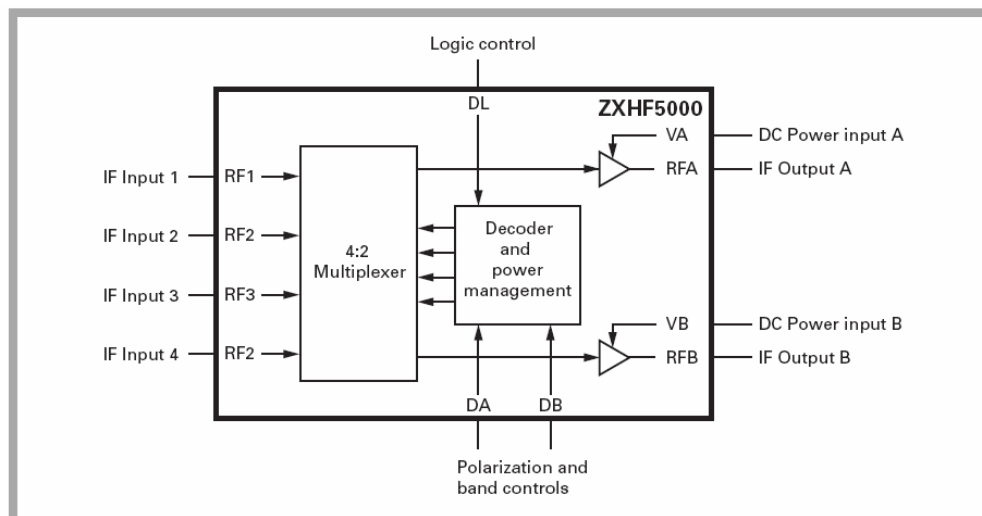 Logic control
DL
ZXHF5000
VA
DC Power input A
IF Input 1
RF1
RFA
IF Output A
IF Input 2
RF2
4:2
Multiplexer
Decoder
and
power
management
IF Input 3
RF3
VB
DC Power input B
IF Input 4
RF2
RFB
IF Output B
DA
DB
Polarization and
band controls